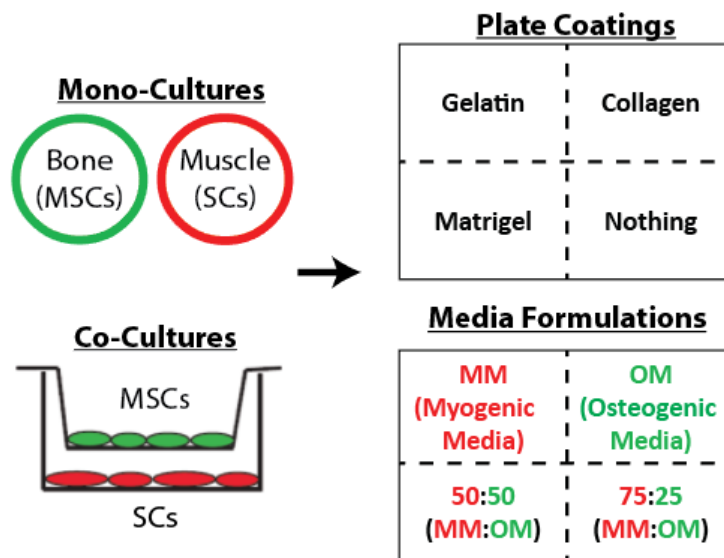 Mono-Cultures
Bone
(MSCs)
Muscle
(SCs)
Co-Cultures
MSCs
SCs
Plate Coatings
Gelatin
Collagen
Matrigel
Nothing
Media Formulations
MM
(Myogenic
Media)
OM
(Osteogenic
Media)
50:50
(MM:OM)
75:25
(MM:OM)